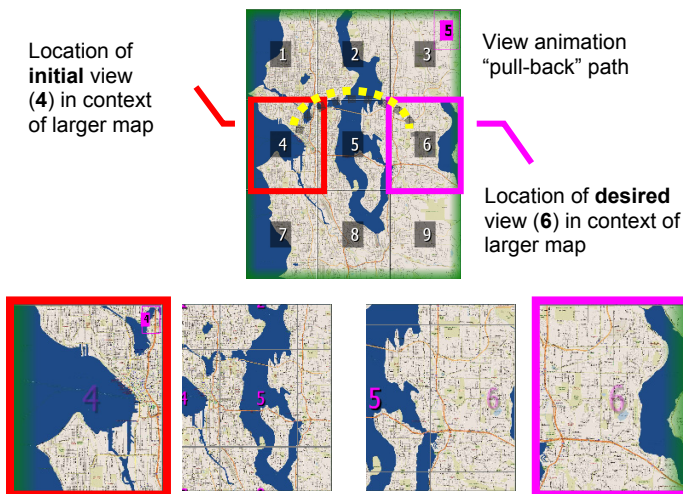 Location of
initial view
(4) in context
of larger map
1
2
3
5
4
5
6
7
8
9
View animation
“pull-back” path
Location of desired
view (6) in context of
larger map
4
4
5
4
5
5
6
6